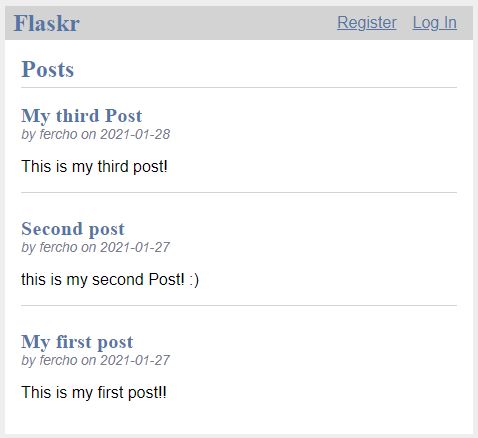 Flaskr Register Log In
Posts
My third Post
by fercho on 2021-01-28
This is my third post!
Second post
by fercho on 2021-01-27
this is my second Post! :)
My first post
by fercho on 2021-01-27
This is my first post!!